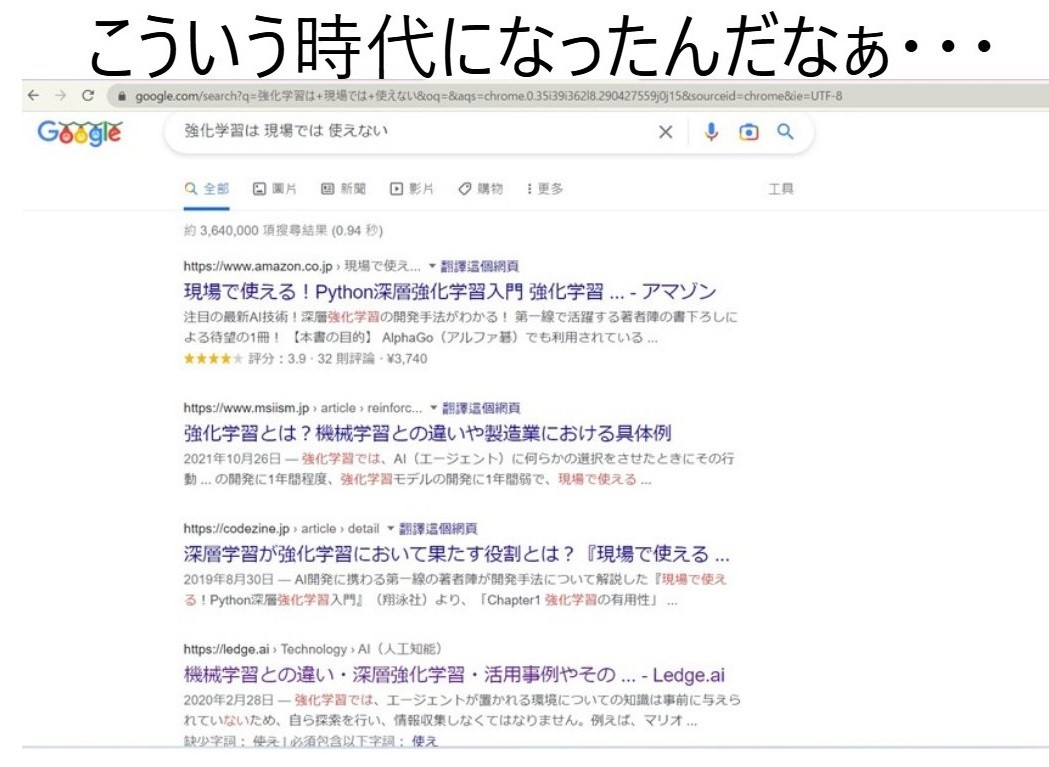 こういう時代になったんだなぁ・・・
google.com/search?q=強化学習は+現場では+使えない&oq=&aqs=chrome.0.35i39i362l8.290427559j0j15&sourceid=chrome&ie=UTF-8
Google 強化学習は 現場では 使えない
全部 圖片 新聞 影片 購物 更多 工具
約 3,640,000 項搜尋結果 (0.94 秒)
https://www.amazon.co.jp › 現場で使え... 翻譯這個網頁
現場で使える！Python深層強化学習入門 強化学習 ... - アマゾン
注目の最新AI技術！深層強化学習の開発手法がわかる！ 第一線で活躍する著者陣の書下ろしに
よる待望の1冊！ 【本書の目的】 AlphaGo（アルファ碁）でも利用されている ...
★★★★★ 評分：3.9 · 32 則評論 · ¥3,740
https://www.msiism.jp › article › reinforc... 翻譯這個網頁
強化学習とは？機械学習との違いや製造業における具体例
2021年10月26日 — 強化学習では、AI（エージェント）に何らかの選択をさせたときにその行
動 ... の開発に1年間程度、強化学習モデルの開発に1年間弱で、現場で使える ...
https://codezine.jp › article › detail 翻譯這個網頁
深層学習が強化学習において果たす役割とは？『現場で使える ...
2019年8月30日 — AI開発に携わる第一線の著者陣が開発手法について解説した『現場で使え
る！Python深層強化学習入門』（翔泳社）より、「Chapter1 強化学習の有用性」 ...
https://ledge.ai › Technology › AI（人工知能）
機械学習との違い・深層強化学習・活用事例やその ... - Ledge.ai
2020年2月28日 — 強化学習では、エージェントが置かれる環境についての知識は事前に与えら
れていないため、自ら探索を行い、情報収集しなくてはなりません。例えば、マリオ ...
缺少字詞： 使え | 必須包含以下字詞： 使え